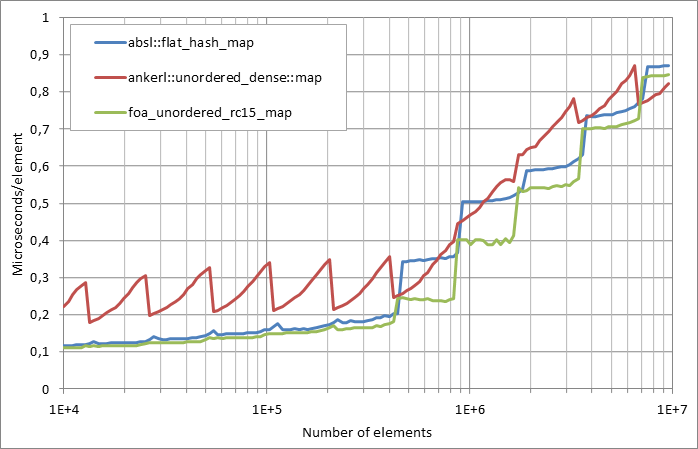 absl::flat_hash_map
ankerl::unordered_dense::map
foa_unordered_rc15_map
Microseconds/element
1
0,9
0,8
0,7
0,6
0,5
0,4
0,3
0,2
0,1
0
1E+4 1E+5 1E+6 1E+7
Number of elements